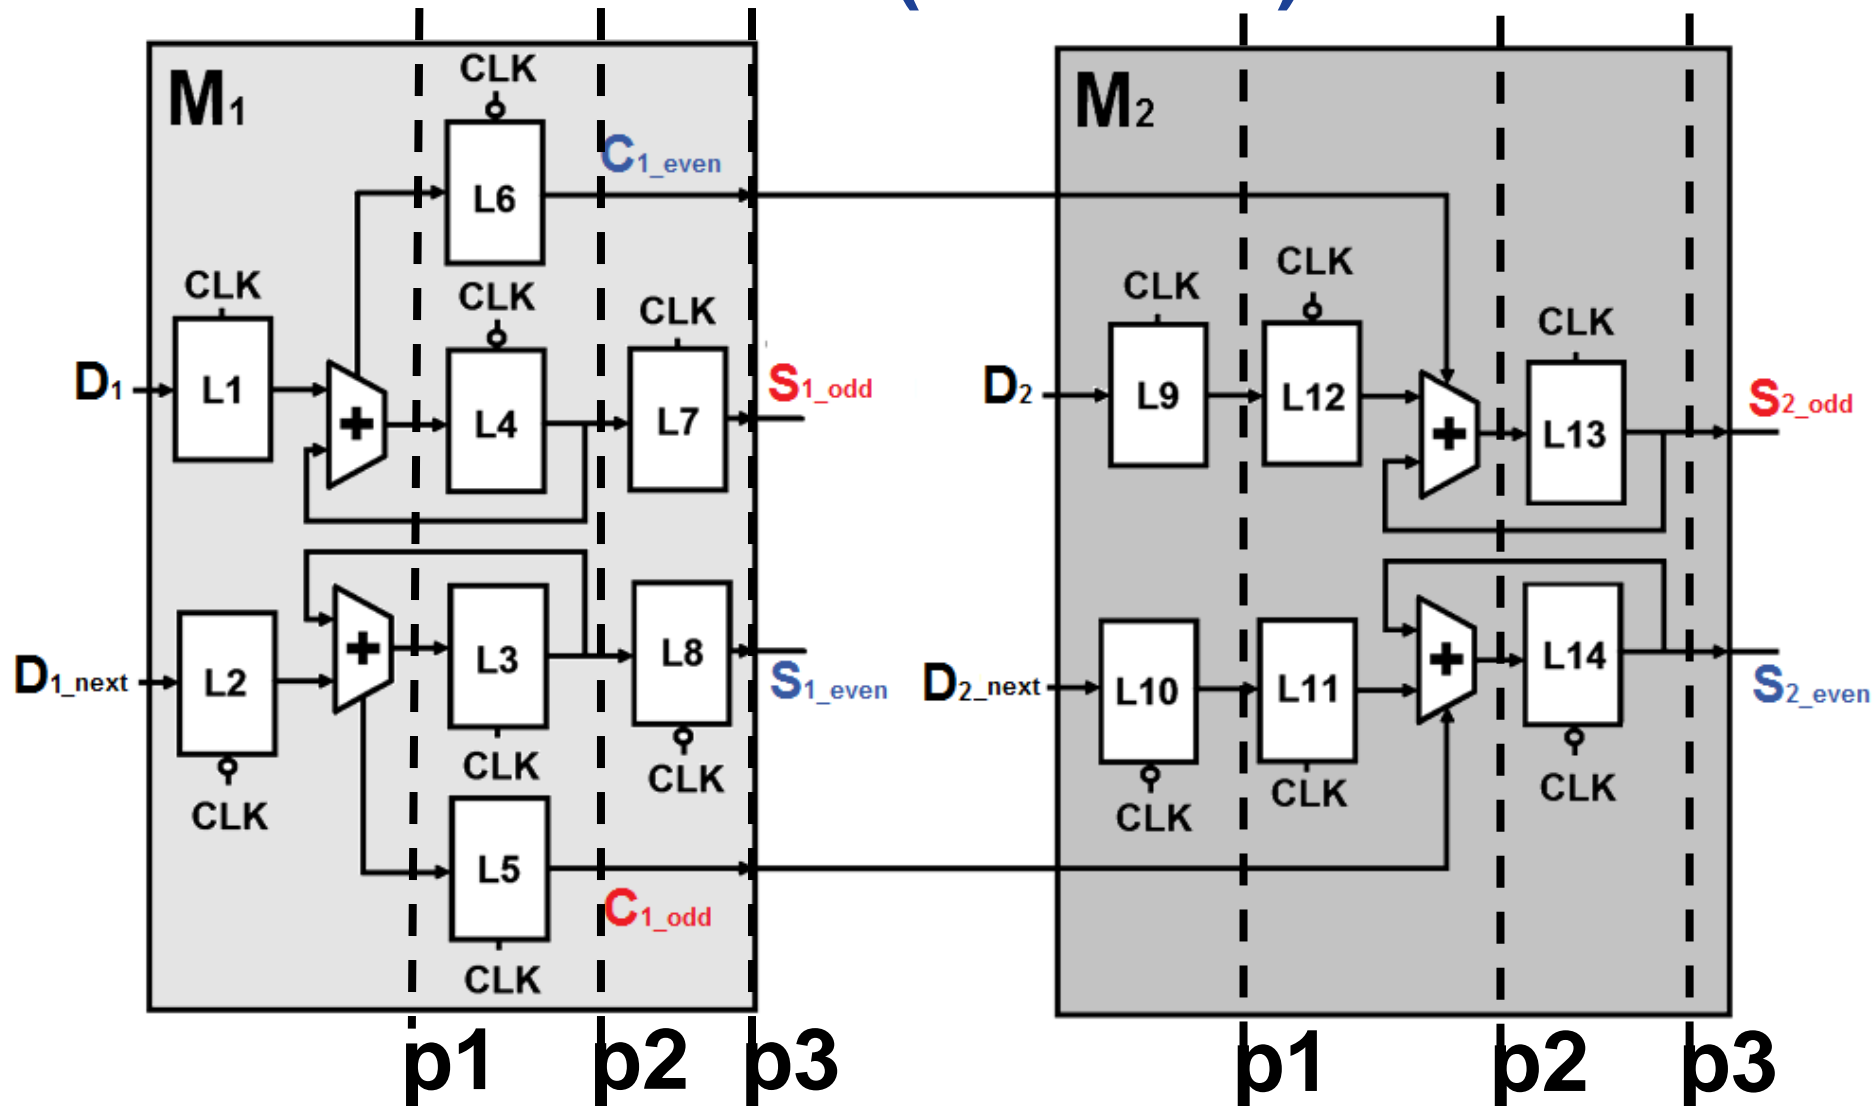 ( )
M1
CLK
L6
C1_even
CLK
L1
CLK
L4
CLK
L7
D1
+
S1_odd
D1_next
L2
CLK
+
L3
CLK
L8
CLK
S1_even
L5
CLK
C1_odd
p1
p2
p3
M2
CLK
L9
CLK
L12
CLK
L13
D2
+
S2_odd
D2_next
L10
CLK
L11
CLK
+
L14
CLK
S2_even
p1
p2
p3